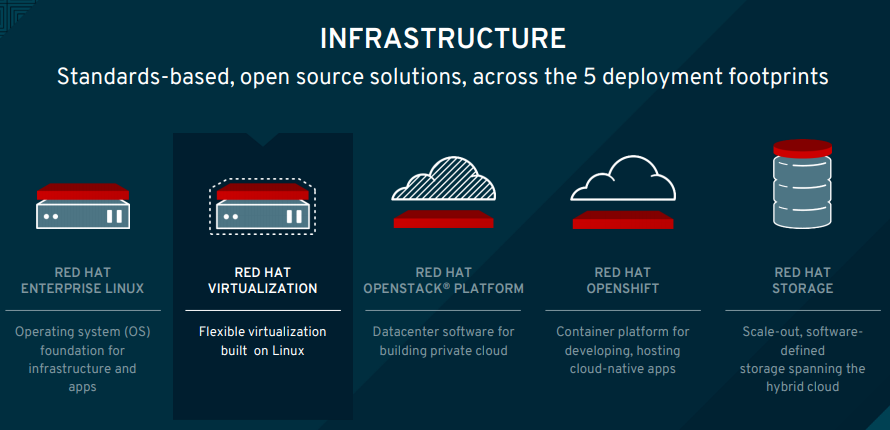 INFRASTRUCTURE
Standards-based, open source solutions, across the 5 deployment footprints
RED HAT
ENTERPRISE LINUX
Operating system (OS)
foundation for
infrastructure and
apps
RED HAT
VIRTUALIZATION
Flexible virtualization
built on Linux
RED HAT
OPENSTACK® PLATFORM
Datacenter software for
building private cloud
RED HAT
OPENSHIFT
Container platform for
developing, hosting
cloud-native apps
RED HAT
STORAGE
Scale-out, software-
defined
storage spanning the
hybrid cloud